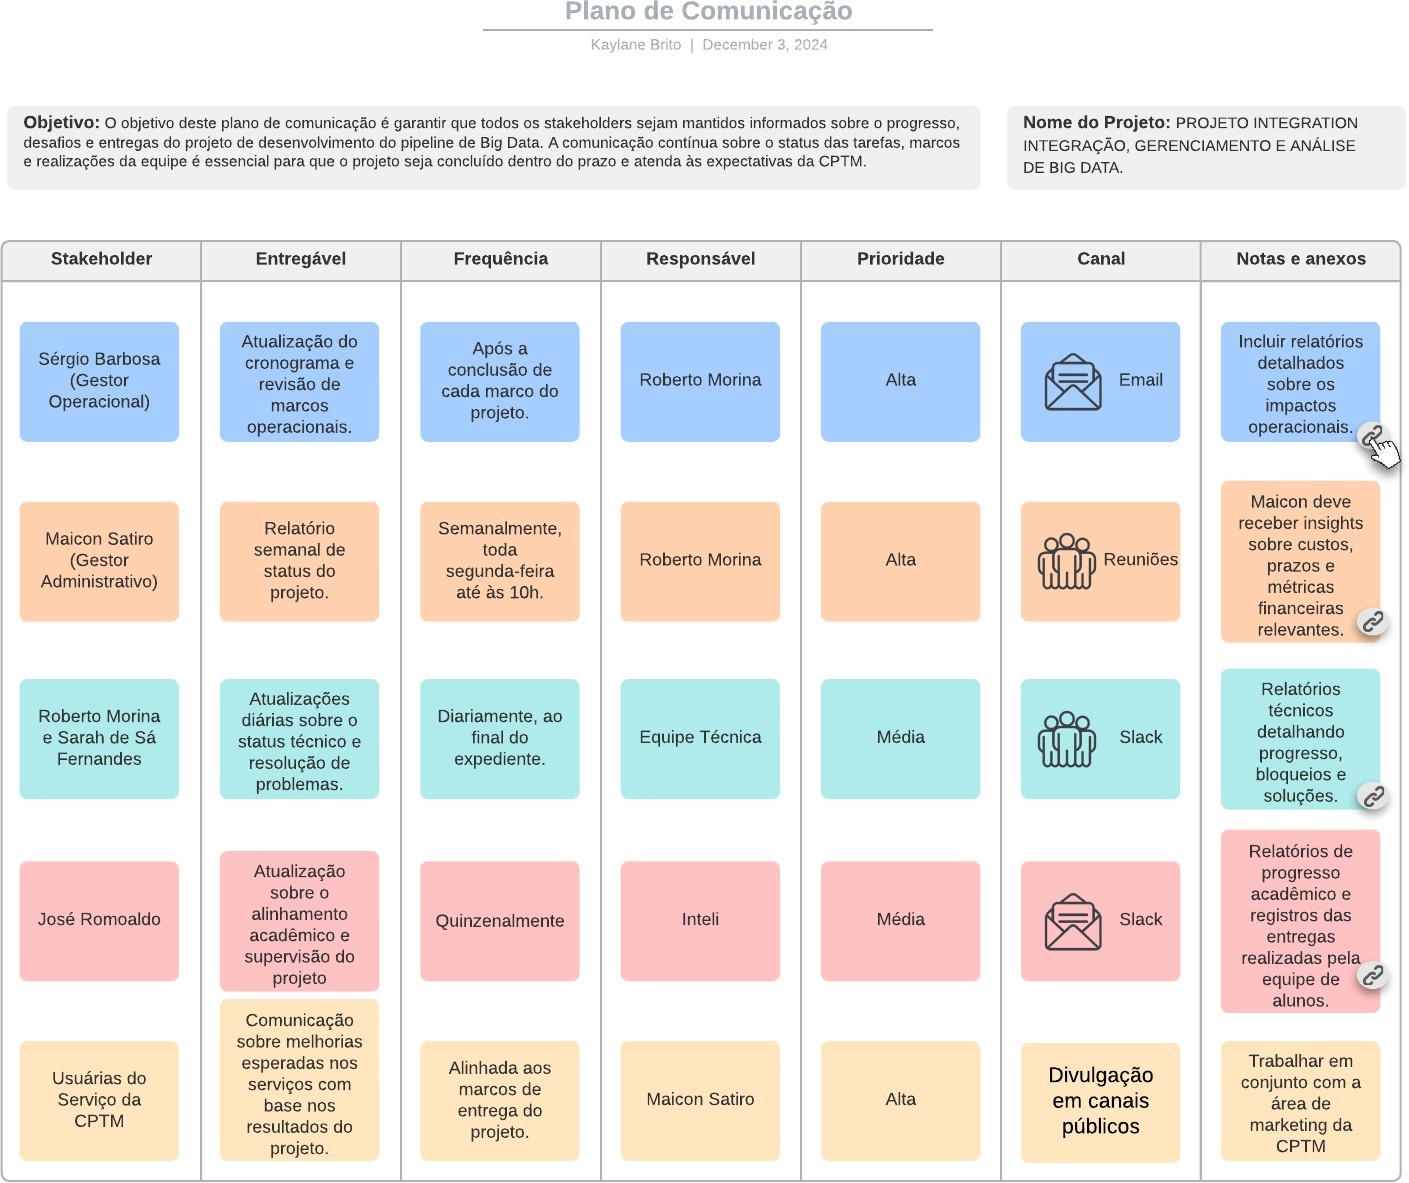 Plano de Comunicação
Kaylane Brito | December 3, 2024
Objetivo: O objetivo deste plano de comunicação é garantir que todos os stakeholders sejam mantidos informados sobre o progresso,
desafios e entregas do projeto de desenvolvimento do pipeline de Big Data. A comunicação contínua sobre o status das tarefas, marcos
e realizações da equipe é essencial para que o projeto seja concluído dentro do prazo e atenda às expectativas da CPTM.
Nome do Projeto: PROJETO INTEGRATION
INTEGRAÇÃO, GERENCIAMENTO E ANÁLISE
DE BIG DATA.
Stakeholder
Entregável
Frequência
Responsável
Prioridade
Canal
Notas e anexos
Sérgio Barbosa
(Gestor
Operacional)
Atualização do
cronograma e
revisão de
marcos
operacionais.
Após a
conclusão de
cada marco do
projeto.
Roberto Morina
Alta
Email
Incluir relatórios
detalhados
sobre os
impactos
operacionais.
Maicon Satiro
(Gestor
Administrativo)
Relatório
semanal de
status do
projeto.
Semanalmente,
toda
segunda-feira
até às 10h.
Roberto Morina
Alta
Reuniões
Maicon deve
receber insights
sobre custos,
prazos e
métricas
financeiras
relevantes.
Roberto Morina
e Sarah de Sá
Fernandes
Atualizações
diárias sobre o
status técnico e
resolução de
problemas.
Diariamente, ao
final do
expediente.
Equipe Técnica
Média
Slack
Relatórios
técnicos
detalhando
progresso,
bloqueios e
soluções.
José Romoaldo
Atualização
sobre o
alinhamento
acadêmico e
supervisão do
projeto
Quinzenalmente
Inteli
Média
Slack
Relatórios de
progresso
acadêmico e
registros das
entregas
realizadas pela
equipe de
alunos.
Usuárias do
Serviço da
CPTM
Comunicação
sobre melhorias
esperadas nos
serviços com
base nos
resultados do
projeto.
Alinhada aos
marcos de
entrega do
projeto.
Maicon Satiro
Alta
Divulgação
em canais
públicos
Trabalhar em
conjunto com a
área de
marketing da
CPTM